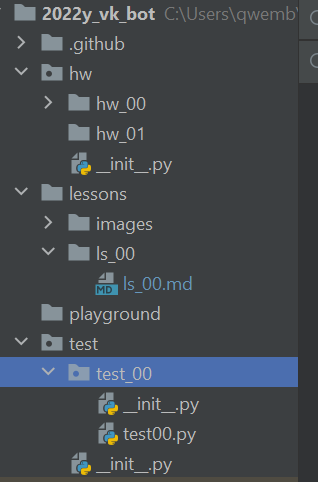 2022y_vk_bot C:\Users\qwemb\
.github
hw
hw_00
hw_01
__init__.py
lessons
images
ls_00
MD ls_00.md
playground
test
test_00
__init__.py
test00.py
__init__.py